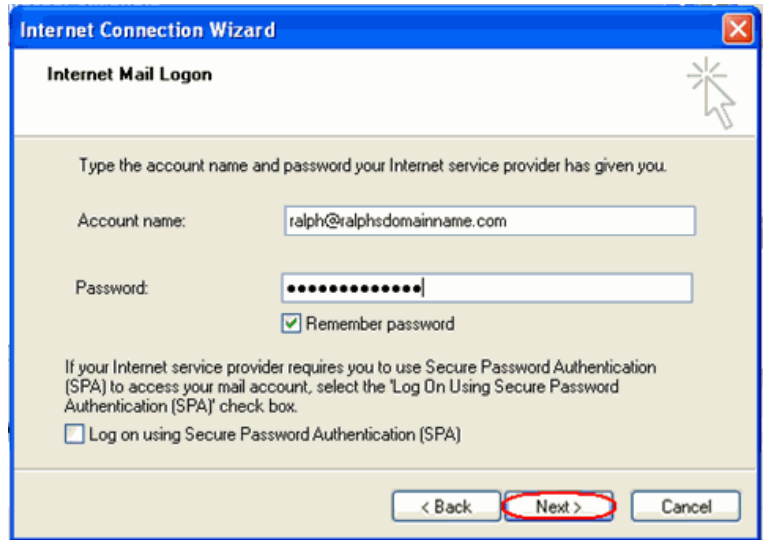 Internet Connection Wizard
Internet Mail Logon
Type the account name and password your Internet service provider has given you.
Account name:
ralph@ralphsdomainname.com
Password:
•••••••••••••
Remember password
If your Internet service provider requires you to use Secure Password Authentication
(SPA) to access your mail account, select the 'Log On Using Secure Password
Authentication (SPA)' check box.
Log on using Secure Password Authentication (SPA)
< Back
Next >
Cancel